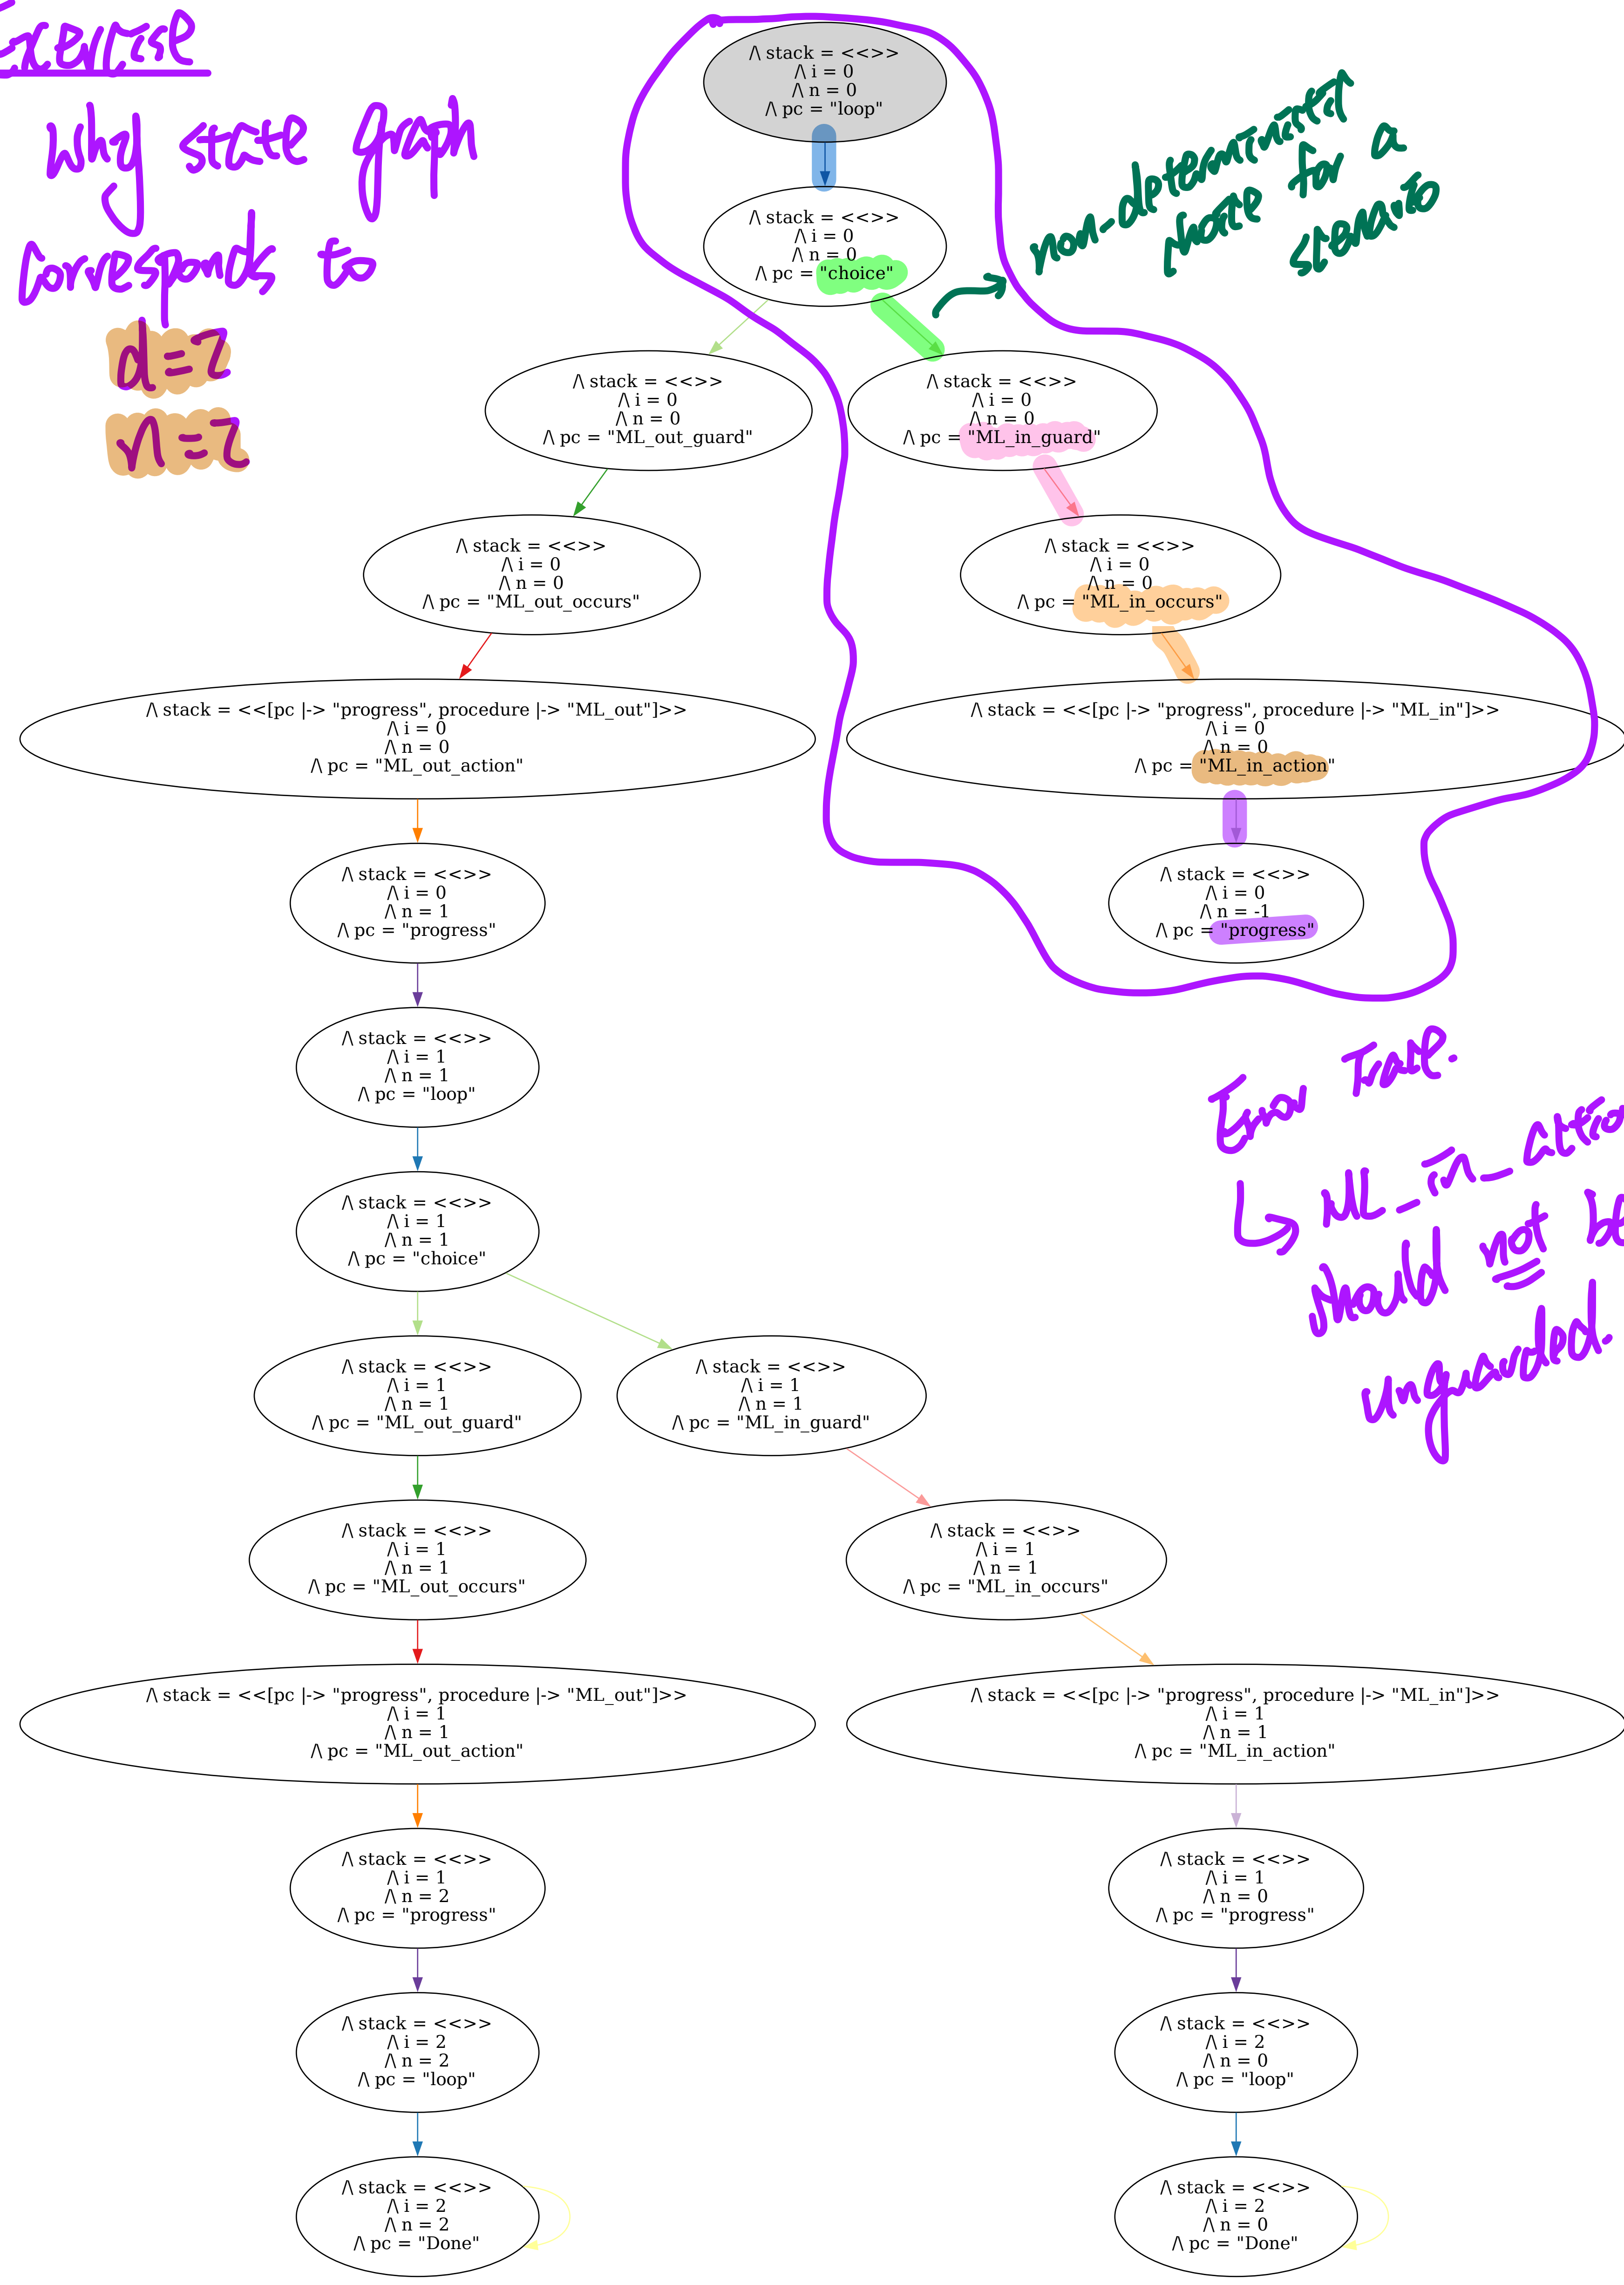 Exercise
Why state graph
corresponds to
d=2
n=2
/\ stack = <<>>
/\ i = 0
/\ n = 0
/\ pc = "loop"
/\ stack = <<>>
/\ i = 0
/\ n = 0
/\ pc = "choice"
non-deterministic
choice for a
scenario
/\ stack = <<>>
/\ i = 0
/\ n = 0
/\ pc = "ML_out_guard"
/\ stack = <<>>
/\ i = 0
/\ n = 0
/\ pc = "ML_in_guard"
/\ stack = <<>>
/\ i = 0
/\ n = 0
/\ pc = "ML_out_occurs"
/\ stack = <<>>
/\ i = 0
/\ n = 0
/\ pc = "ML_in_occurs"
/\ stack = <<[pc |-> "progress", procedure |-> "ML_out"]>>
/\ i = 0
/\ n = 0
/\ pc = "ML_out_action"
/\ stack = <<[pc |-> "progress", procedure |-> "ML_in"]>>
/\ i = 0
/\ n = 0
/\ pc = "ML_in_action"
/\ stack = <<>>
/\ i = 0
/\ n = 1
/\ pc = "progress"
/\ stack = <<>>
/\ i = 0
/\ n = -1
/\ pc = "progress"
/\ stack = <<>>
/\ i = 1
/\ n = 1
/\ pc = "loop"
Error Trace.
ML_in_action
should not be
unguarded.
/\ stack = <<>>
/\ i = 1
/\ n = 1
/\ pc = "choice"
/\ stack = <<>>
/\ i = 1
/\ n = 1
/\ pc = "ML_out_guard"
/\ stack = <<>>
/\ i = 1
/\ n = 1
/\ pc = "ML_in_guard"
/\ stack = <<>>
/\ i = 1
/\ n = 1
/\ pc = "ML_out_occurs"
/\ stack = <<>>
/\ i = 1
/\ n = 1
/\ pc = "ML_in_occurs"
/\ stack = <<[pc |-> "progress", procedure |-> "ML_out"]>>
/\ i = 1
/\ n = 1
/\ pc = "ML_out_action"
/\ stack = <<[pc |-> "progress", procedure |-> "ML_in"]>>
/\ i = 1
/\ n = 1
/\ pc = "ML_in_action"
/\ stack = <<>>
/\ i = 1
/\ n = 2
/\ pc = "progress"
/\ stack = <<>>
/\ i = 1
/\ n = 0
/\ pc = "progress"
/\ stack = <<>>
/\ i = 2
/\ n = 2
/\ pc = "loop"
/\ stack = <<>>
/\ i = 2
/\ n = 0
/\ pc = "loop"
/\ stack = <<>>
/\ i = 2
/\ n = 2
/\ pc = "Done"
/\ stack = <<>>
/\ i = 2
/\ n = 0
/\ pc = "Done"